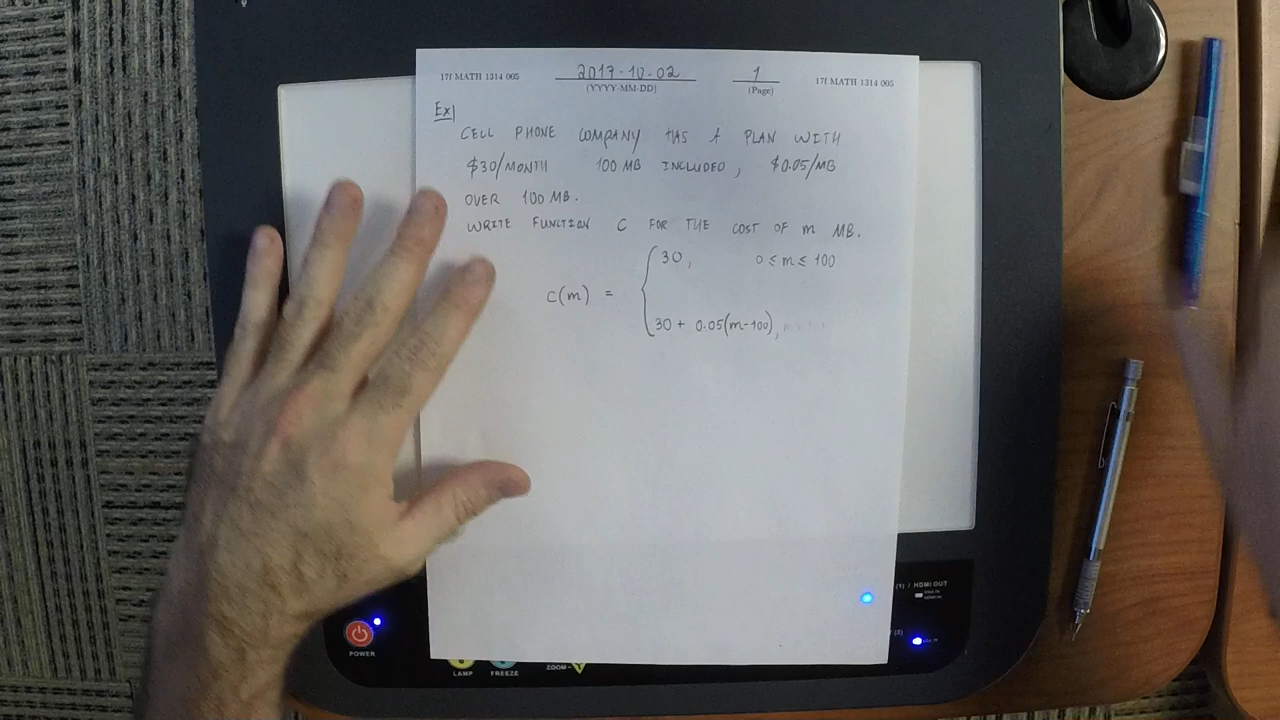 17f MATH 1314 005 2017-10-02 1 17f MATH 1314 005
(YYYY-MM-DD) (Page)
Ex1
CELL PHONE COMPANY HAS A PLAN WITH
$30/MONTH 100 MB INCLUDED, $0.05/MB
OVER 100 MB.
WRITE FUNCTION C FOR THE COST OF m MB.
30, 0 ≤ m ≤ 100
C(m) = {
30 + 0.05(m-100),
POWER
LAMP FREEZE ZOOM-
/ HDMI OUT